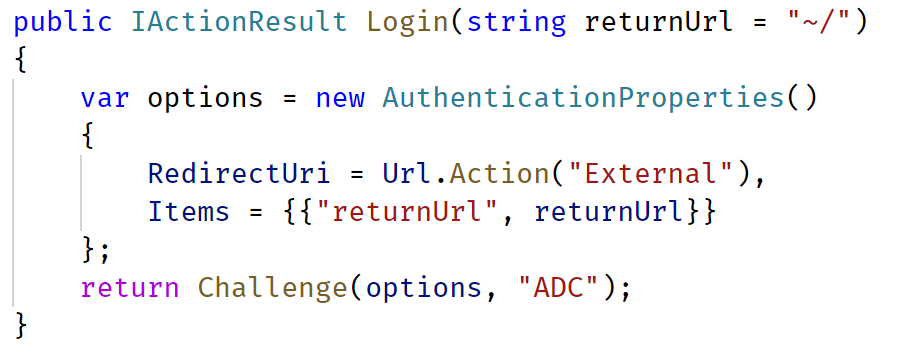 public IActionResult Login(string returnUrl = "~/")
{
    var options = new AuthenticationProperties()
    {
        RedirectUri = Url.Action("External"),
        Items = {{"returnUrl", returnUrl}}
    };
    return Challenge(options, "ADC");
}